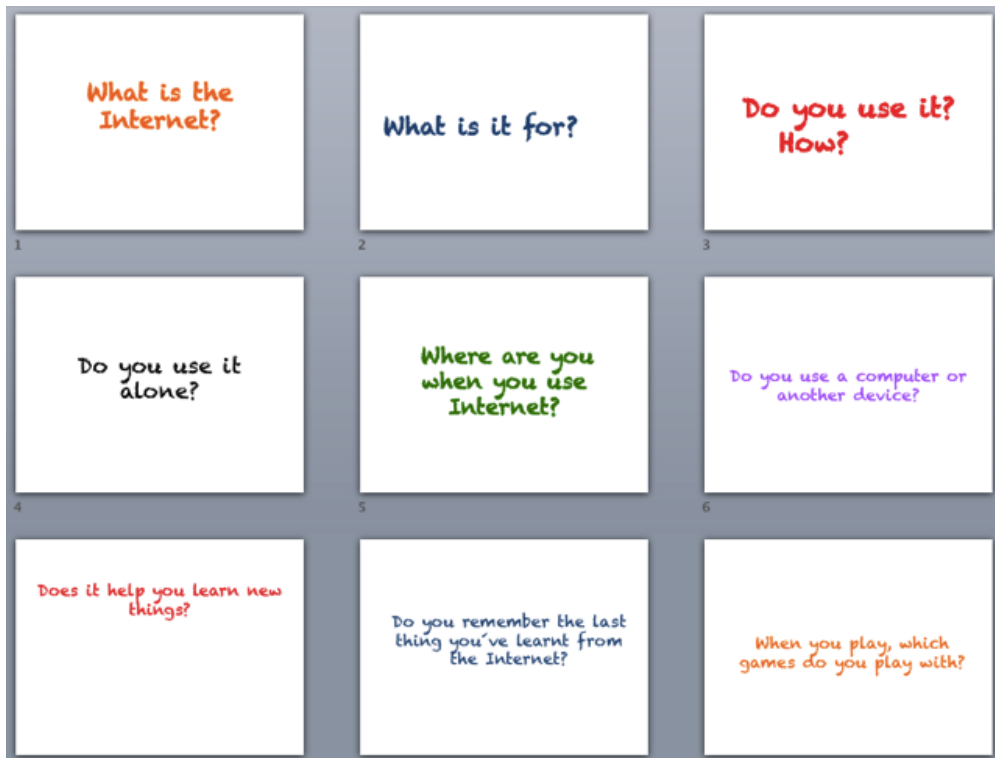 What is the
Internet?
What is it for?
Do you use it?
How?
1
2
3
Do you use it
alone?
Where are you
when you use
Internet?
Do you use a computer or
another device?
4
5
6
Does it help you learn new
things?
Do you remember the last
thing you´ve learnt from
the Internet?
When you play, which
games do you play with?